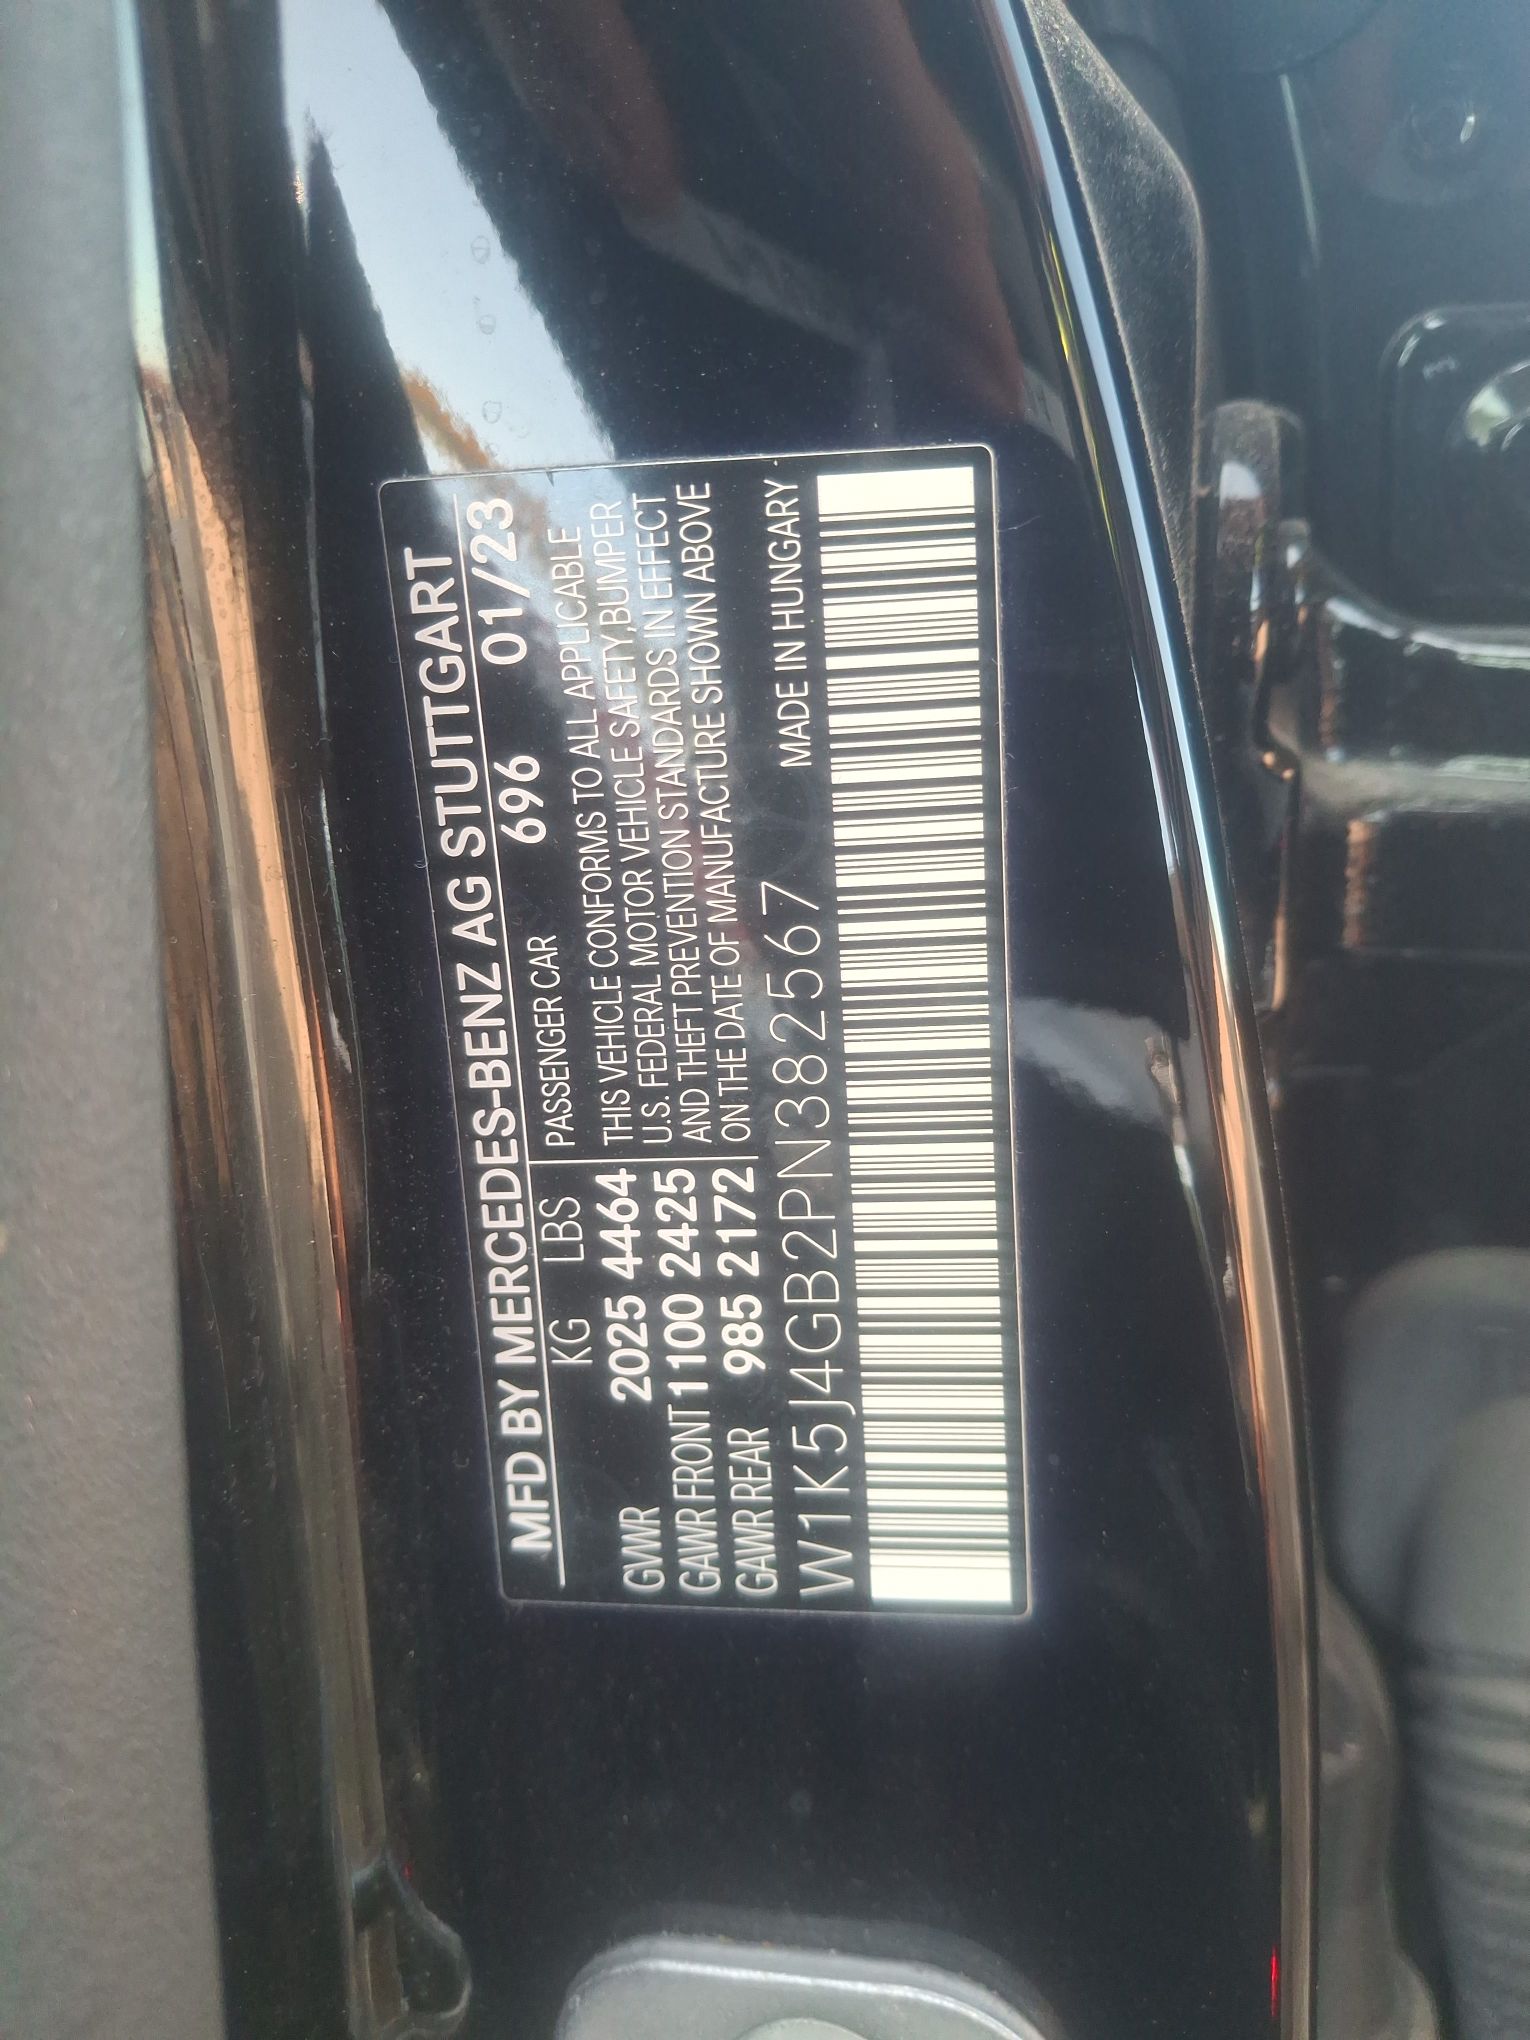 MFD BY MERCEDES-BENZ AG STUTTGART
KG LBS PASSENGER CAR 696 01/23
GVWR 2025 4464 THIS VEHICLE CONFORMS TO ALL APPLICABLE
U.S. FEDERAL MOTOR VEHICLE SAFETY,BUMPER
GAWR FRONT 1100 2425 AND THEFT PREVENTION STANDARDS IN EFFECT
GAWR REAR 985 2172 ON THE DATE OF MANUFACTURE SHOWN ABOVE
MADE IN HUNGARY
W1K5J4GB2PN382567